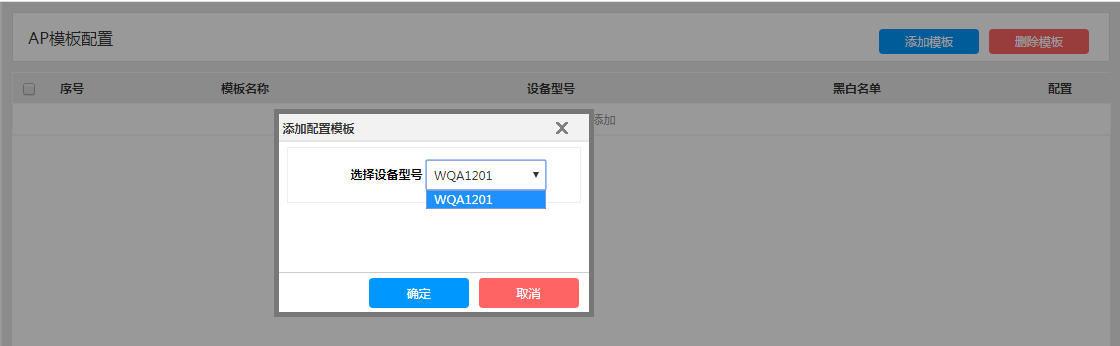 AP模板配置
添加模板 删除模板
序号 模板名称 设备型号 黑白名单 配置
添加
添加配置模板
选择设备型号 WQA1201
WQA1201
确定 取消